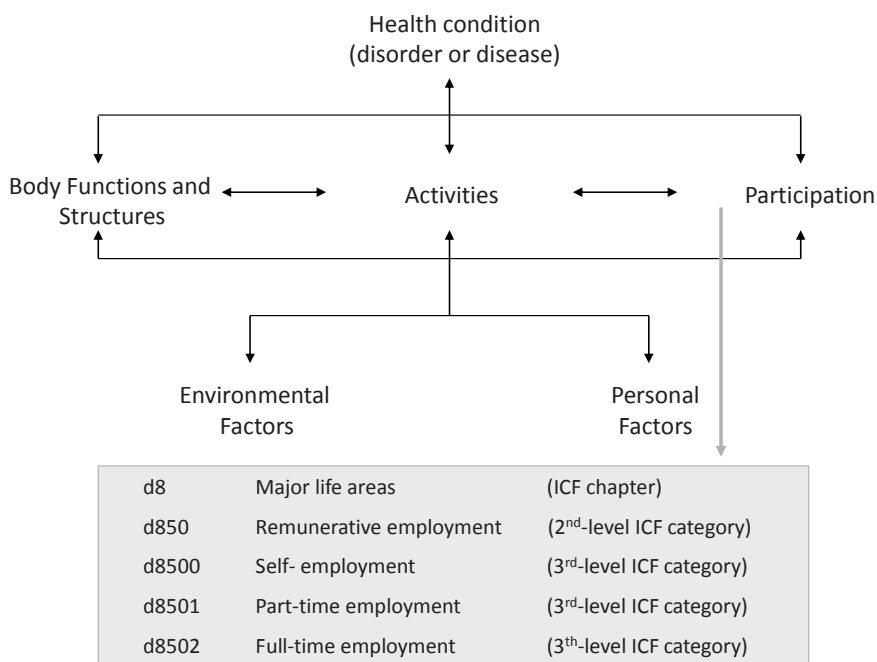 Health condition
(disorder or disease)
Body Functions and
Structures
Activities
Participation
Environmental
Factors
Personal
Factors
d8 Major life areas (ICF chapter)
d850 Remunerative employment (2nd-level ICF category)
d8500 Self- employment (3rd-level ICF category)
d8501 Part-time employment (3rd-level ICF category)
d8502 Full-time employment (3th-level ICF category)